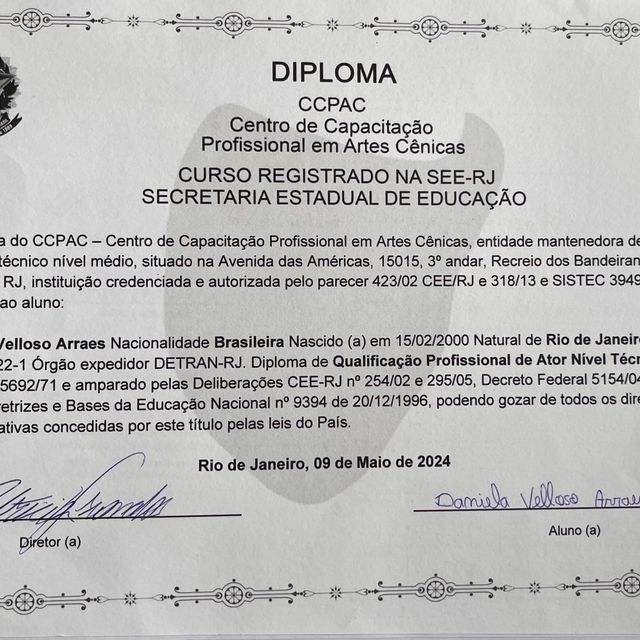 DIPLOMA
CCPAC
Centro de Capacitação
Profissional em Artes Cênicas
CURSO REGISTRADO NA SEE-RJ
SECRETARIA ESTADUAL DE EDUCAÇÃO
a do CCPAC – Centro de Capacitação Profissional em Artes Cênicas, entidade mantenedora de
técnico nível médio, situado na Avenida das Américas, 15015, 3º andar, Recreio dos Bandeiran
RJ, instituição credenciada e autorizada pelo parecer 423/02 CEE/RJ e 318/13 e SISTEC 3949
ao aluno:
Velloso Arraes Nacionalidade Brasileira Nascido (a) em 15/02/2000 Natural de Rio de Janeiro
22-1 Órgão expedidor DETRAN-RJ. Diploma de Qualificação Profissional de Ator Nível Técn
5692/71 e amparado pelas Deliberações CEE-RJ nº 254/02 e 295/05, Decreto Federal 5154/04
retrizes e Bases da Educação Nacional nº 9394 de 20/12/1996, podendo gozar de todos os dire
ativas concedidas por este título pelas leis do País.
Rio de Janeiro, 09 de Maio de 2024
Daniela Velloso Arrae
Diretor (a)
Aluno (a)